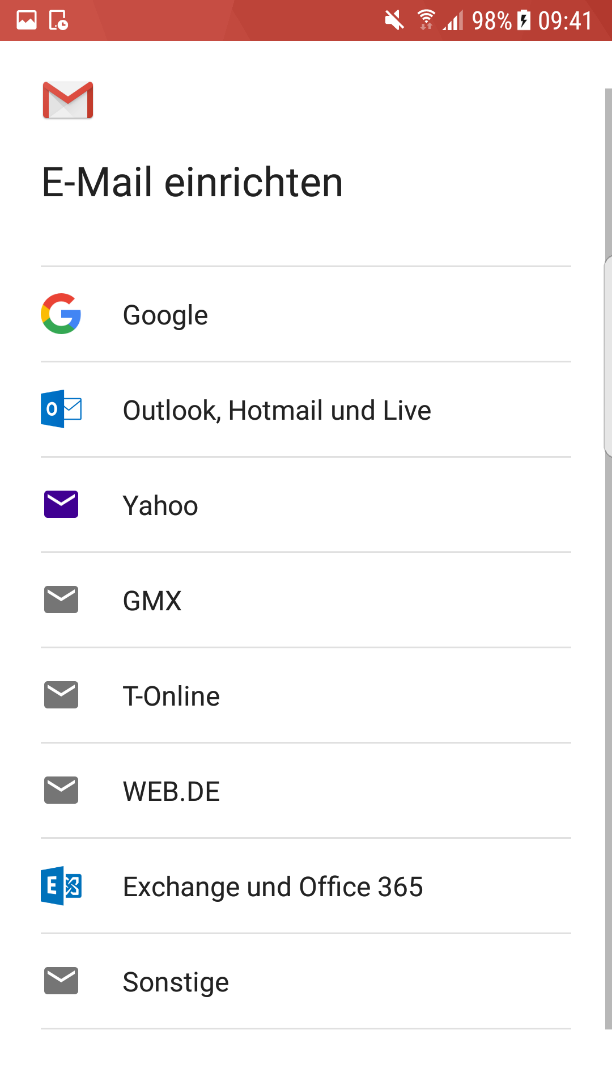 98% 09:41
E-Mail einrichten
Google
Outlook, Hotmail und Live
Yahoo
GMX
T-Online
WEB.DE
Exchange und Office 365
Sonstige